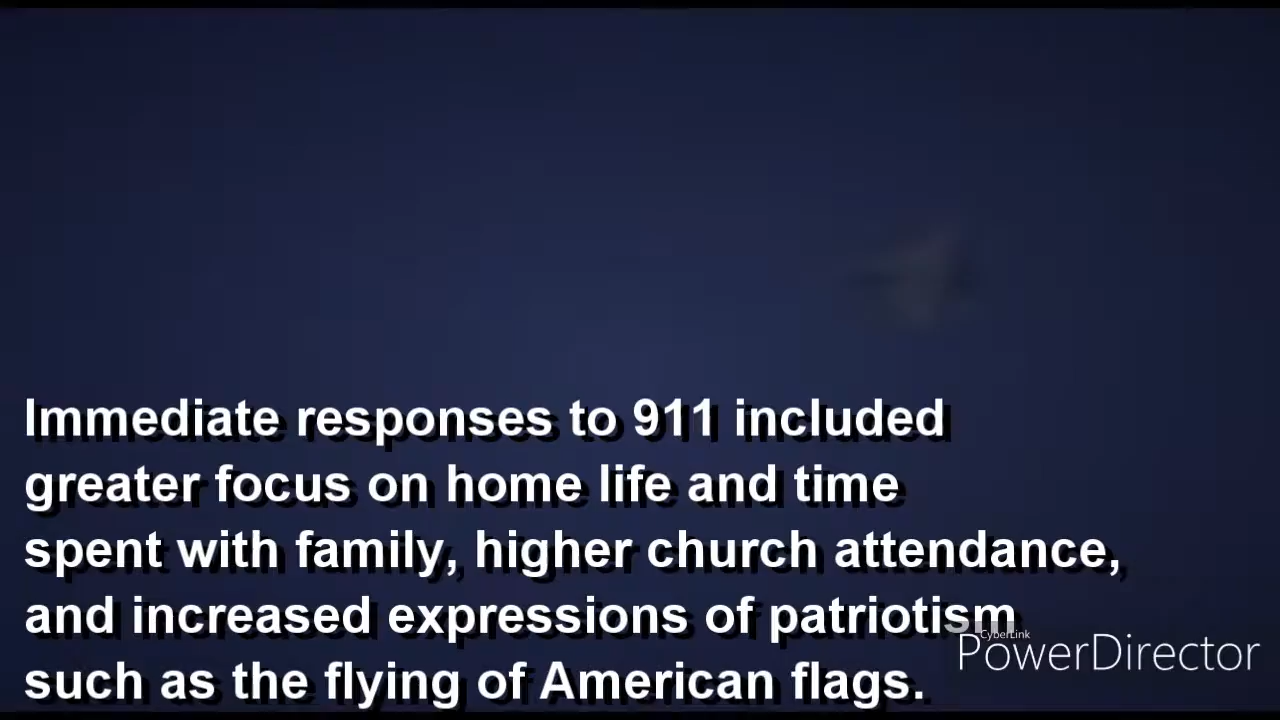 Immediate responses to 911 included
greater focus on home life and time
spent with family, higher church attendance,
and increased expressions of patriotism
such as the flying of American flags.
CyberLink
PowerDirector